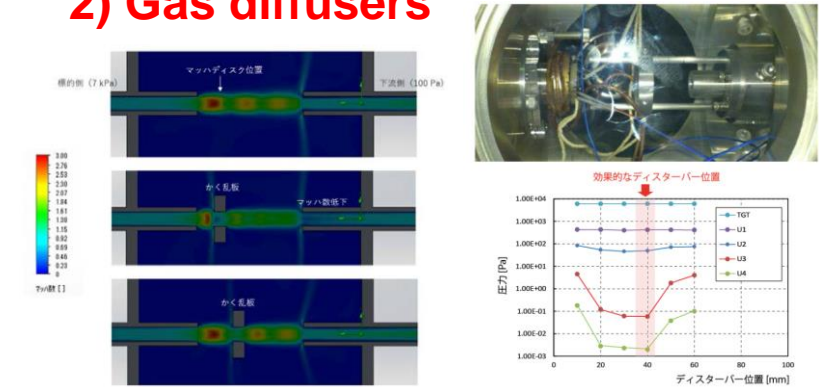 2) Gas diffusers
標的側 (7 kPa)
マッハディスク位置
下流側 (100 Pa)
3.00
2.76
2.53
2.30
2.07
1.84
1.61
1.38
1.15
0.92
0.69
0.46
0.23
0
マッハ数 [ ]
かく乱板
マッハ数低下
かく乱板
効果的なディスターバー位置
1.00E+04
1.00E+03
1.00E+02
1.00E+01
1.00E+00
1.00E-01
1.00E-02
1.00E-03
圧力 [Pa]
TGT
U1
U2
U3
U4
0 20 40 60 80 100
ディスターバー位置 [mm]